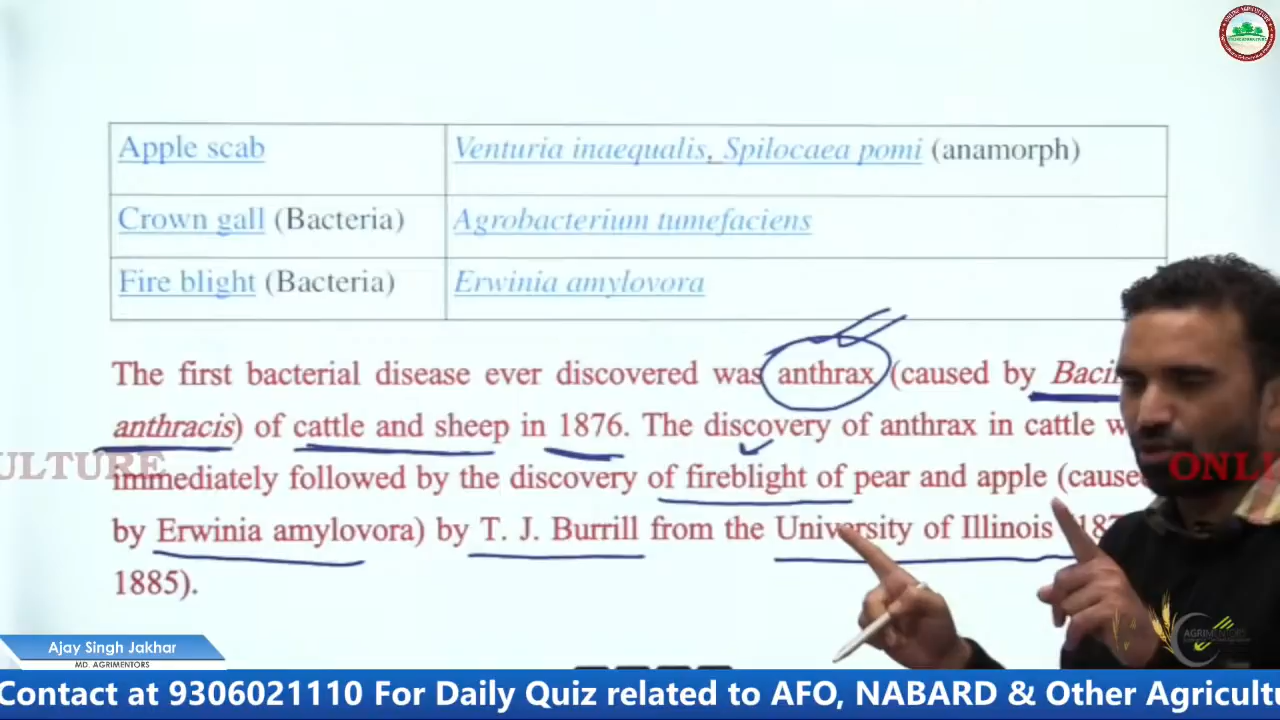 Apple scab
Venturia inaequalis, Spilocaea pomi (anamorph)
Crown gall (Bacteria)
Agrobacterium tumefaciens
Fire blight (Bacteria)
Erwinia amylovora
The first bacterial disease ever discovered was anthrax (caused by
anthracis) of cattle and sheep in 1876. The discovery of anthrax in cattle
immediately followed by the discovery of fireblight of pear and apple
by Erwinia amylovora) by T. J. Burrill from the University of Illinois
1885).
Ajay Singh Jakhar
MD. AGRIMENTORS
AGRIMENTORS
Contact at 9306021110 For Daily Quiz related to AFO, NABARD & Other